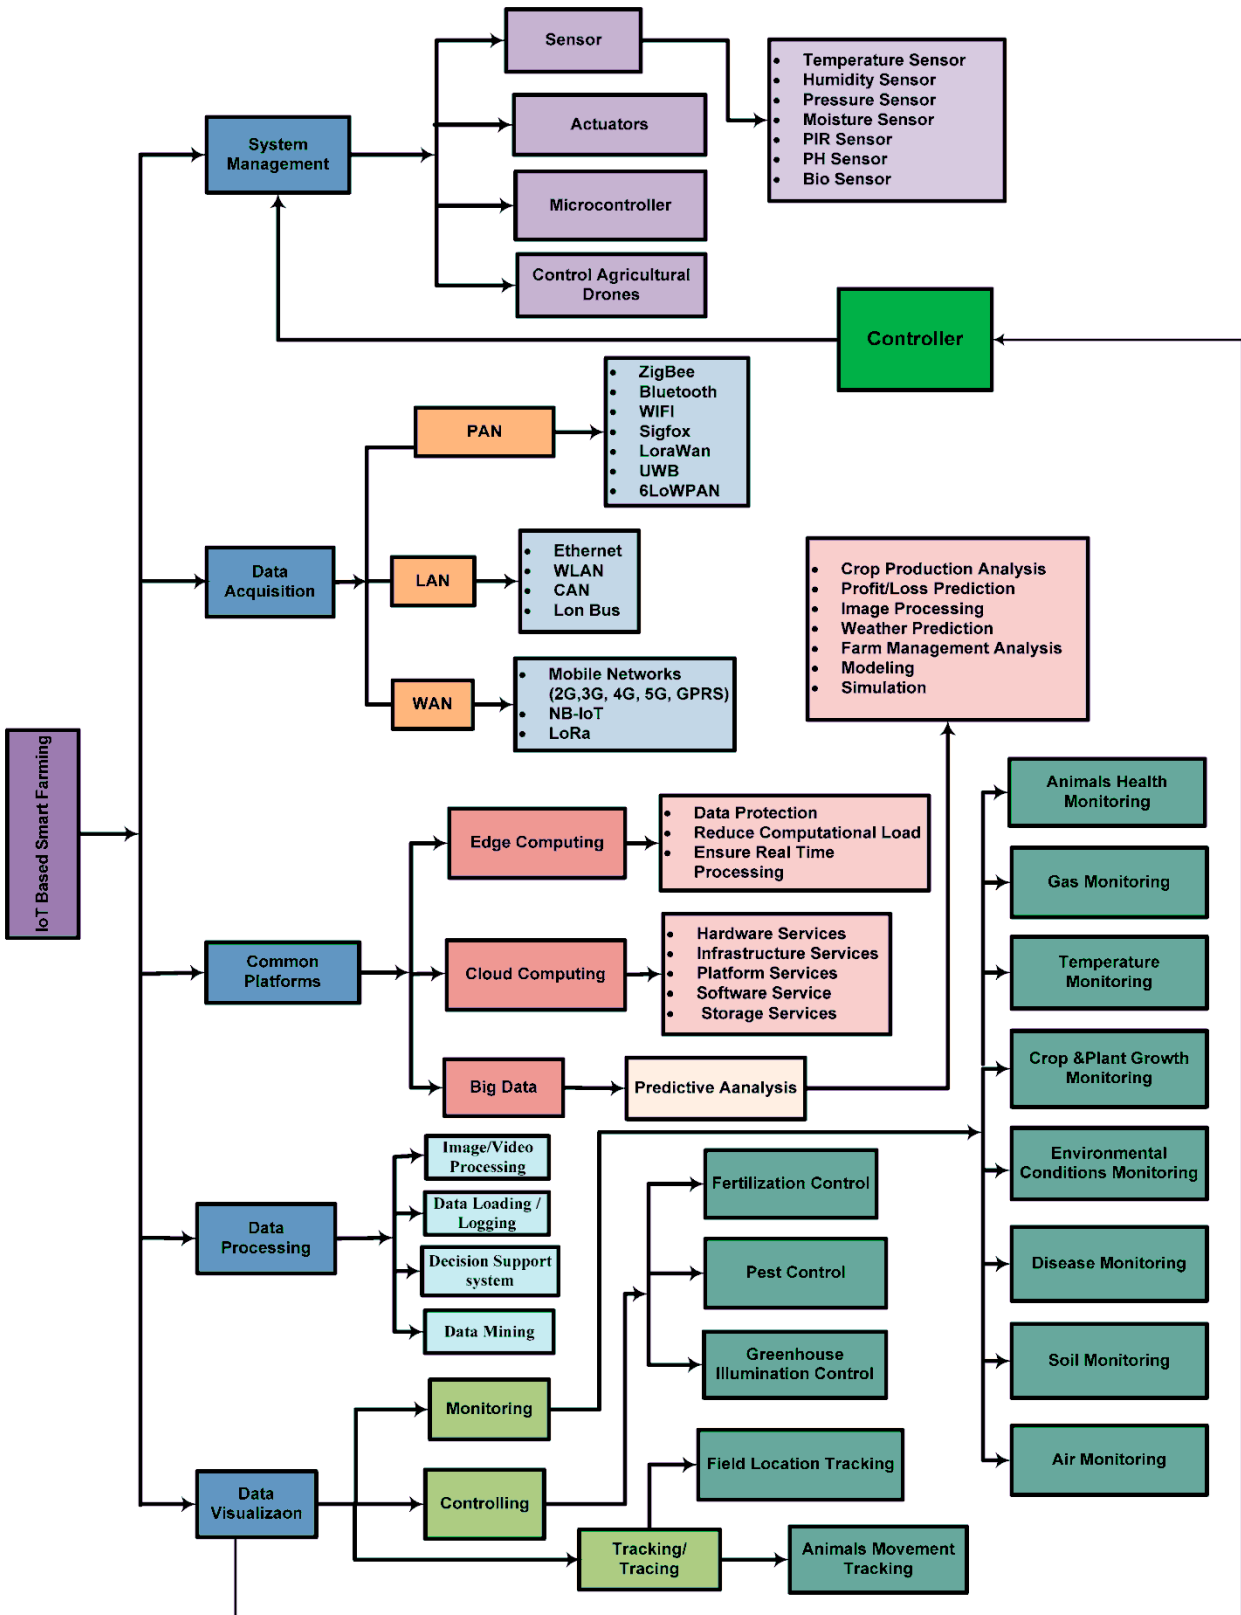 IoT Based Smart Farming
System
Management
Sensor
• Temperature Sensor
• Humidity Sensor
• Pressure Sensor
• Moisture Sensor
• PIR Sensor
• PH Sensor
• Bio Sensor
Actuators
Microcontroller
Control Agricultural
Drones
Controller
Data
Acquisition
PAN
• ZigBee
• Bluetooth
• WIFI
• Sigfox
• LoraWan
• UWB
• 6LoWPAN
LAN
• Ethernet
• WLAN
• CAN
• Lon Bus
WAN
• Mobile Networks
(2G,3G, 4G, 5G, GPRS)
• NB-IoT
• LoRa
Common
Platforms
Edge Computing
• Data Protection
• Reduce Computational Load
• Ensure Real Time
Processing
Cloud Computing
• Hardware Services
• Infrastructure Services
• Platform Services
• Software Service
• Storage Services
Big Data
Predictive Aanalysis
• Crop Production Analysis
• Profit/Loss Prediction
• Image Processing
• Weather Prediction
• Farm Management Analysis
• Modeling
• Simulation
Data
Processing
Image/Video
Processing
Data Loading /
Logging
Decision Support
system
Data Mining
Data
Visualizaon
Monitoring
Animals Health
Monitoring
Gas Monitoring
Temperature
Monitoring
Crop &Plant Growth
Monitoring
Environmental
Conditions Monitoring
Disease Monitoring
Soil Monitoring
Air Monitoring
Controlling
Fertilization Control
Pest Control
Greenhouse
Illumination Control
Tracking/
Tracing
Field Location Tracking
Animals Movement
Tracking